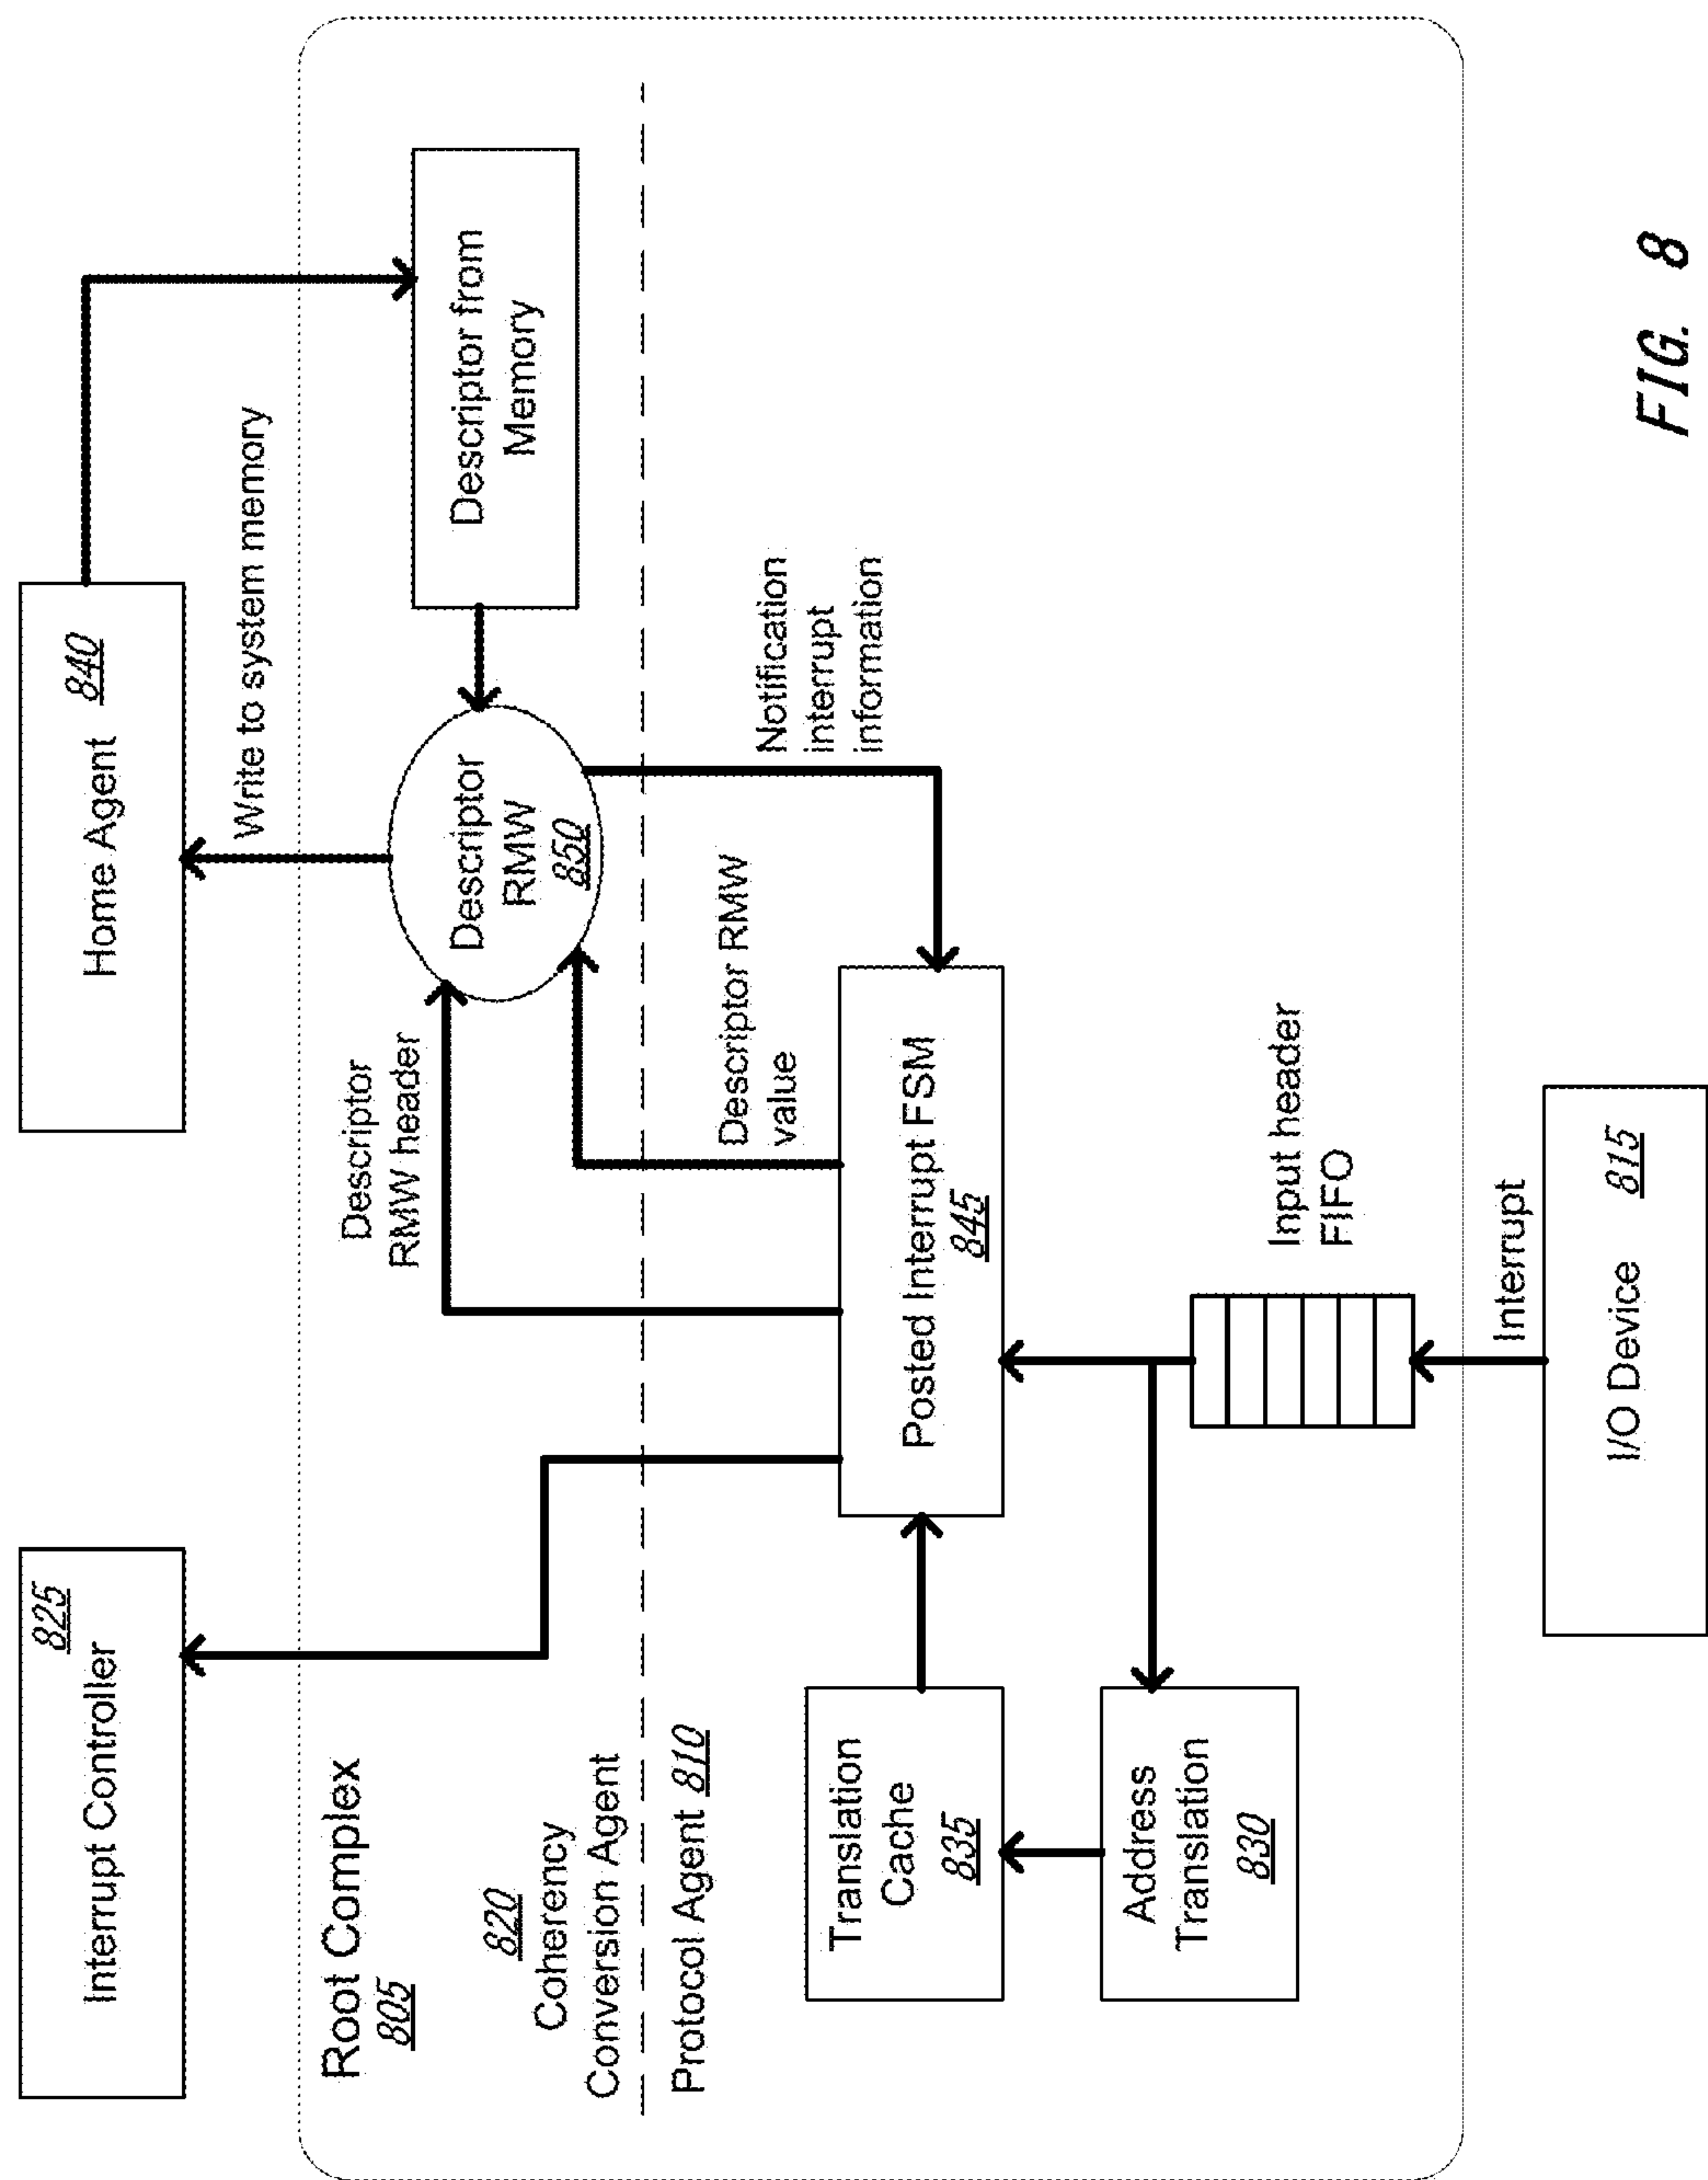 825
Interrupt Controller
Home Agent 840
Write to system memory
Root Complex
805
820
Coherency
Conversion Agent
Protocol Agent 810
Descriptor
RMW header
Descriptor
RMW
850
Descriptor from
Memory
Descriptor RMW
value
Notification
interrupt
information
Translation
Cache
835
Posted Interrupt FSM
845
Address
Translation
830
Input header
FIFO
Interrupt
I/O Device 815
FIG. 8